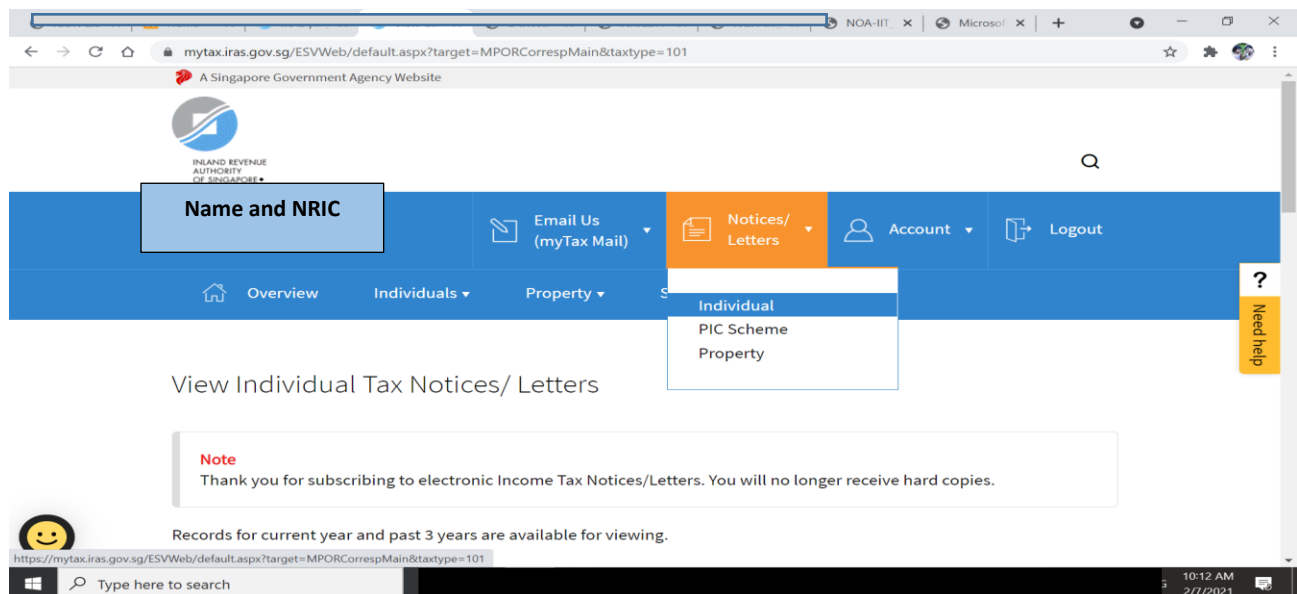 NOA-IIT_
Microsof
mytax.iras.gov.sg/ESVWeb/default.aspx?target=MPORCorrespMain&taxtype=101
A Singapore Government Agency Website
INLAND REVENUE
AUTHORITY
OF SINGAPORE
Name and NRIC
Email Us
(myTax Mail)
Notices/
Letters
Account
Logout
Overview
Individuals
Property
S
Individual
PIC Scheme
Property
?
Need help
View Individual Tax Notices/ Letters
Note
Thank you for subscribing to electronic Income Tax Notices/Letters. You will no longer receive hard copies.
Records for current year and past 3 years are available for viewing.
https://mytax.iras.gov.sg/ESVWeb/default.aspx?target=MPORCorrespMain&taxtype=101
Type here to search
G
10:12 AM
2/7/2021